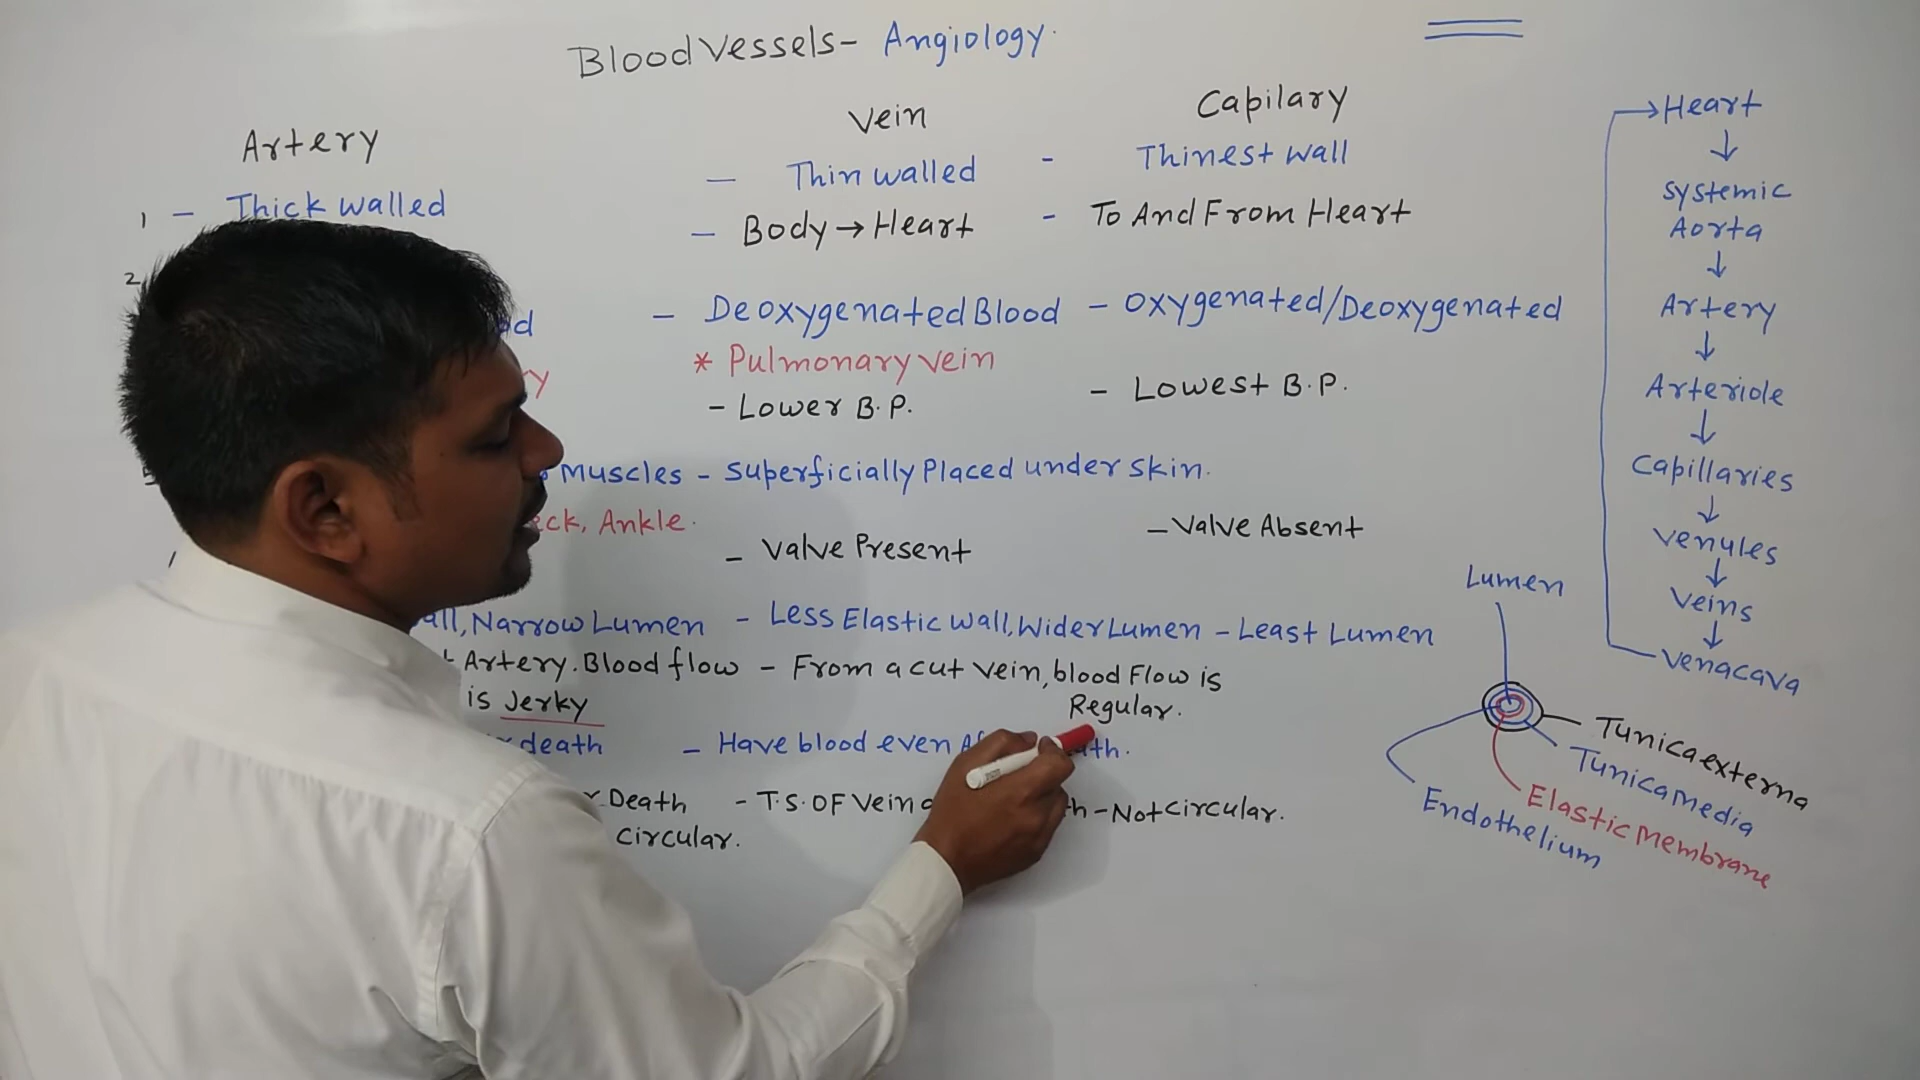 Blood Vessels- Angiology.
Artery
Vein
Capilary
1 - Thick walled
- Thin walled
- Thinest wall
2
- Body → Heart
- To And From Heart
- Deoxygenated Blood
- Oxygenated/Deoxygenated
* Pulmonary vein
- Lower B.P.
- Lowest B.P.
Muscles - Superficially Placed under skin.
Ankle.
- Valve Present
- Valve Absent
Narrow Lumen - Less Elastic wall, Wider Lumen - Least Lumen
Artery. Blood flow - From a cut vein, blood Flow is
is Jerky
Regular.
death - Have blood even
Death - T.S. OF Vein
- Not circular.
circular.
→ Heart
↓
Systemic
Aorta
↓
Artery
↓
Arteriole
↓
Capillaries
↓
Venules
↓
Veins
↓
Venacava
Lumen
Tunica externa
Tunica media
Elastic Membrane
Endothelium